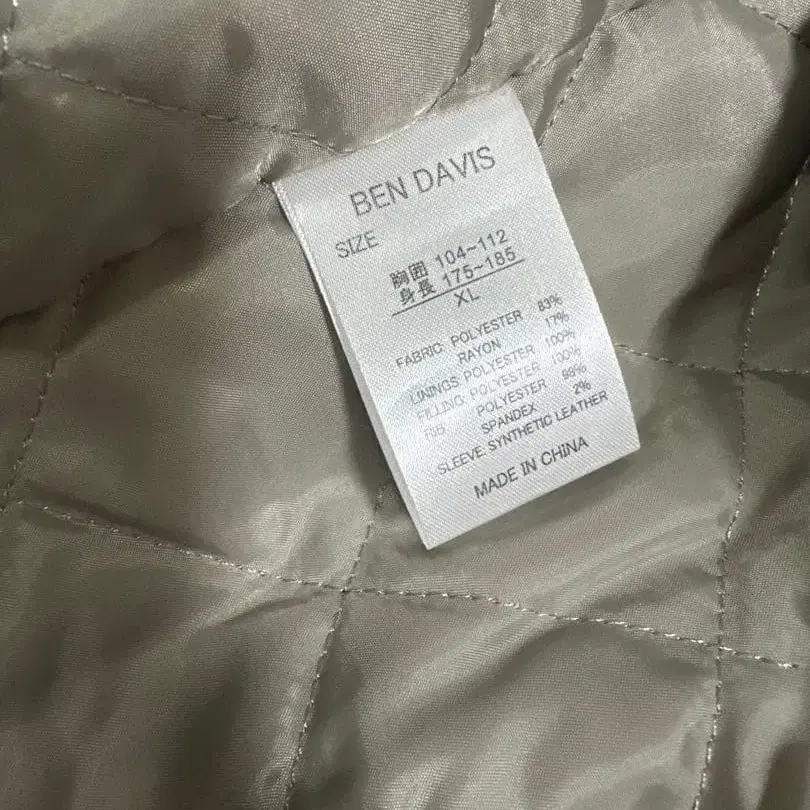 BEN DAVIS
SIZE
胸囲 104~112
身長 175~185
XL
FABRIC: POLYESTER 83%
RAYON 17%
LININGS: POLYESTER 100%
FILLING: POLYESTER 100%
RIB: POLYESTER 98%
SPANDEX 2%
SLEEVE: SYNTHETIC LEATHER
MADE IN CHINA